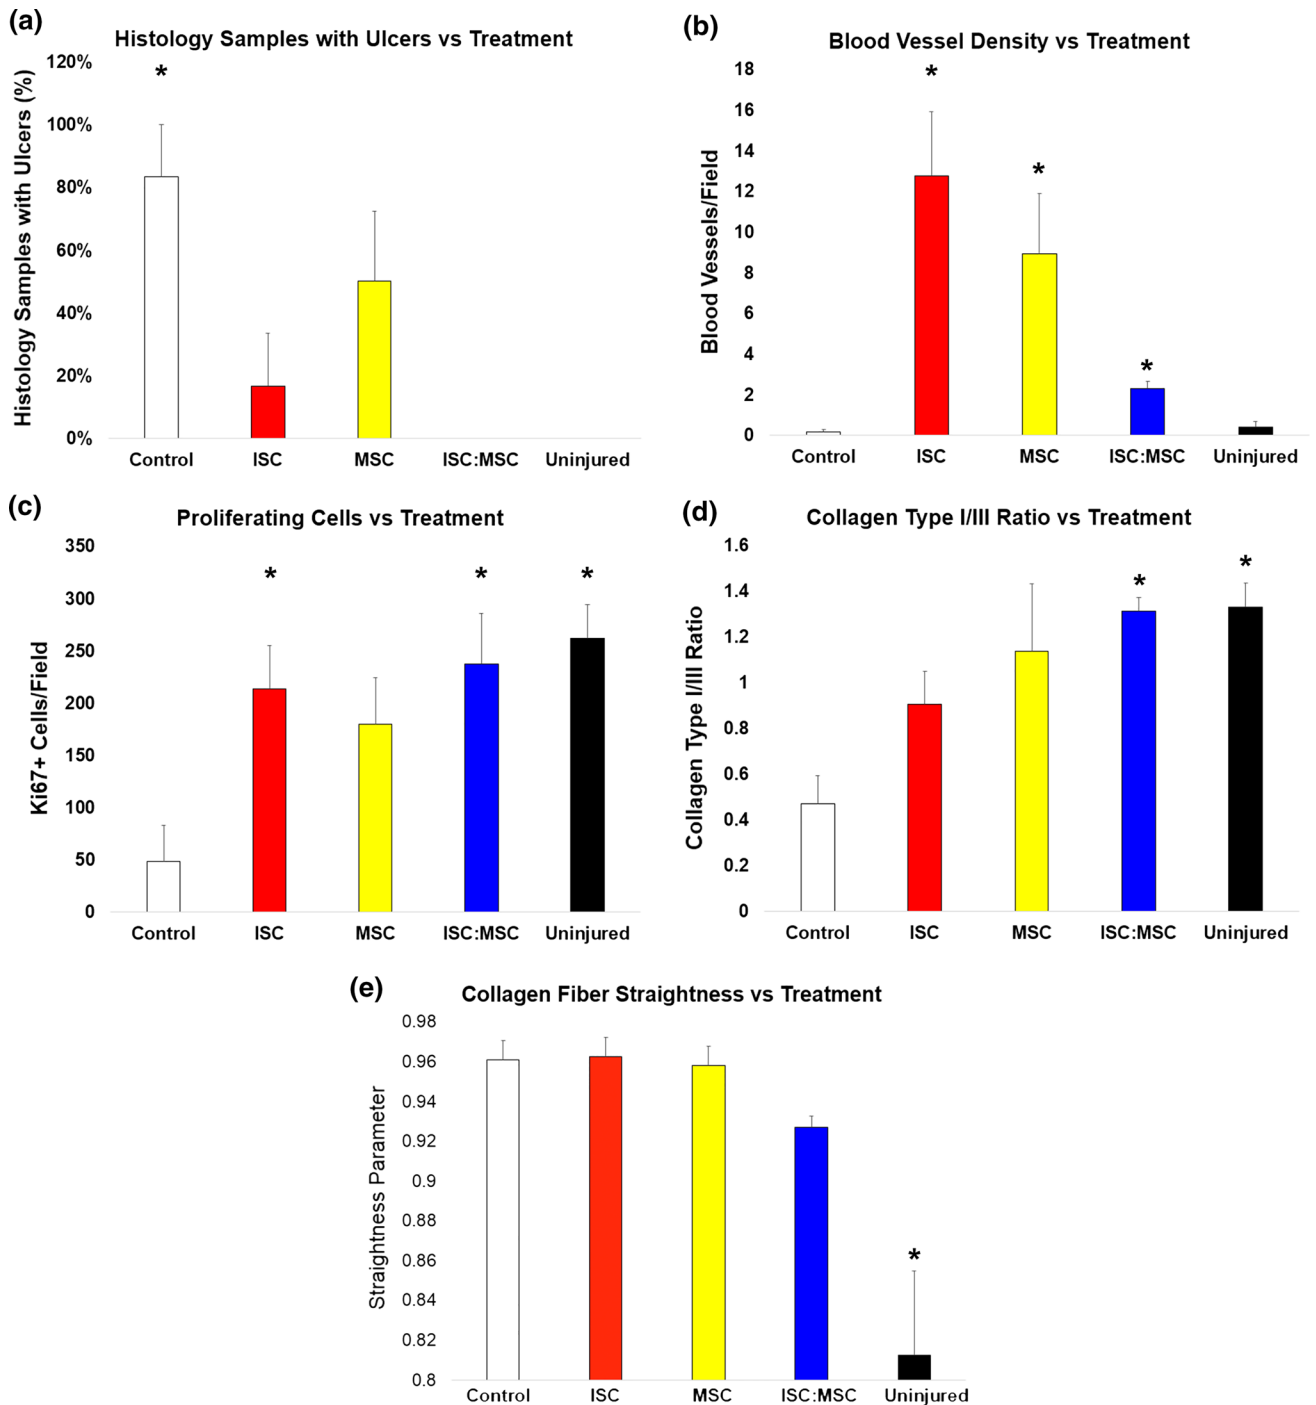 (a)
Histology Samples with Ulcers vs Treatment
Histology Samples with Ulcers (%)
120%
100%
80%
60%
40%
20%
0%
*
Control ISC MSC ISC:MSC Uninjured
(b)
Blood Vessel Density vs Treatment
Blood Vessels/Field
18
16
14
12
10
8
6
4
2
0
* * *
Control ISC MSC ISC:MSC Uninjured
(c)
Proliferating Cells vs Treatment
Ki67+ Cells/Field
350
300
250
200
150
100
50
0
* * *
Control ISC MSC ISC:MSC Uninjured
(d)
Collagen Type I/III Ratio vs Treatment
Collagen Type I/III Ratio
1.6
1.4
1.2
1
0.8
0.6
0.4
0.2
0
* *
Control ISC MSC ISC:MSC Uninjured
(e)
Collagen Fiber Straightness vs Treatment
Straightness Parameter
0.98
0.96
0.94
0.92
0.9
0.88
0.86
0.84
0.82
0.8
*
Control ISC MSC ISC:MSC Uninjured